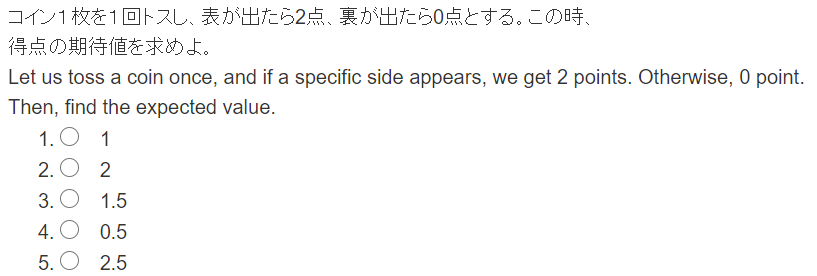 コイン1枚を1回トスし、表が出たら2点、裏が出たら0点とする。この時、
得点の期待値を求めよ。
Let us toss a coin once, and if a specific side appears, we get 2 points. Otherwise, 0 point.
Then, find the expected value.
1. 1
2. 2
3. 1.5
4. 0.5
5. 2.5